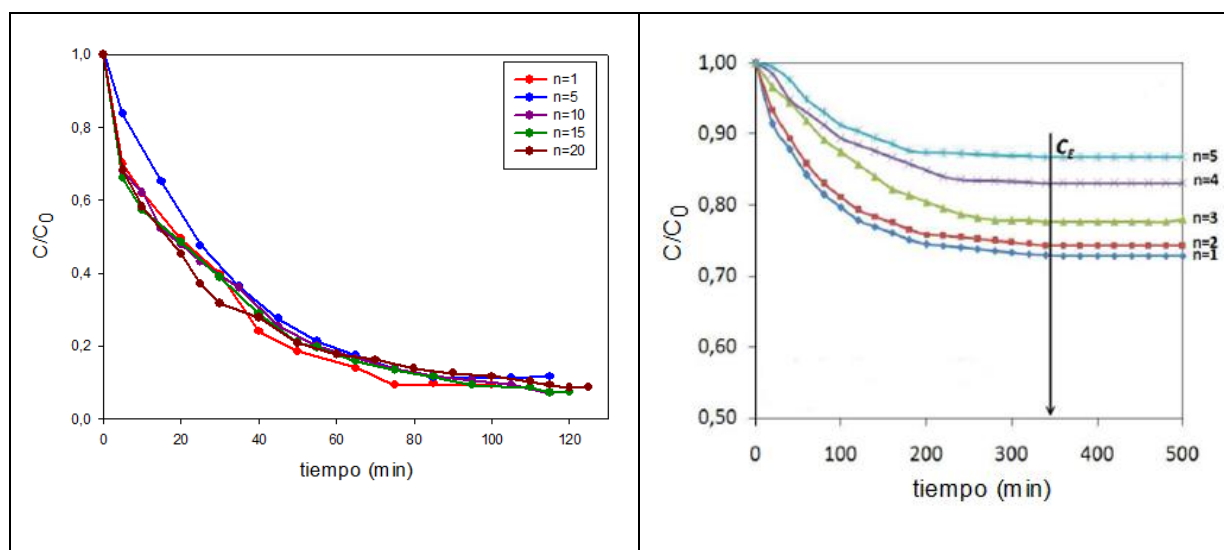 1,0
0,8
0,6
0,4
0,2
0,0
C/C0
n=1
n=5
n=10
n=15
n=20
0 20 40 60 80 100 120
tiempo (min)
1,00
0,90
0,80
0,70
0,60
0,50
C/C0
CE
n=5
n=4
n=3
n=2
n=1
0 100 200 300 400 500
tiempo (min)